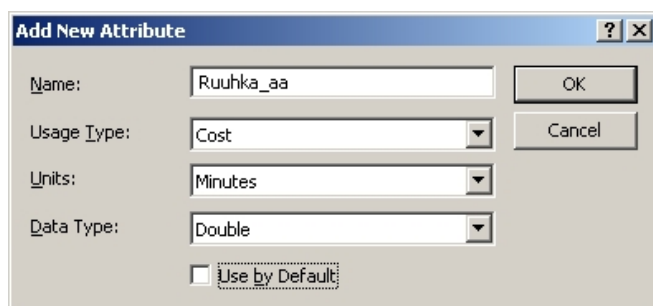 Add New Attribute
Name: Ruuhka_aa OK
Usage Type: Cost Cancel
Units: Minutes
Data Type: Double
Use by Default